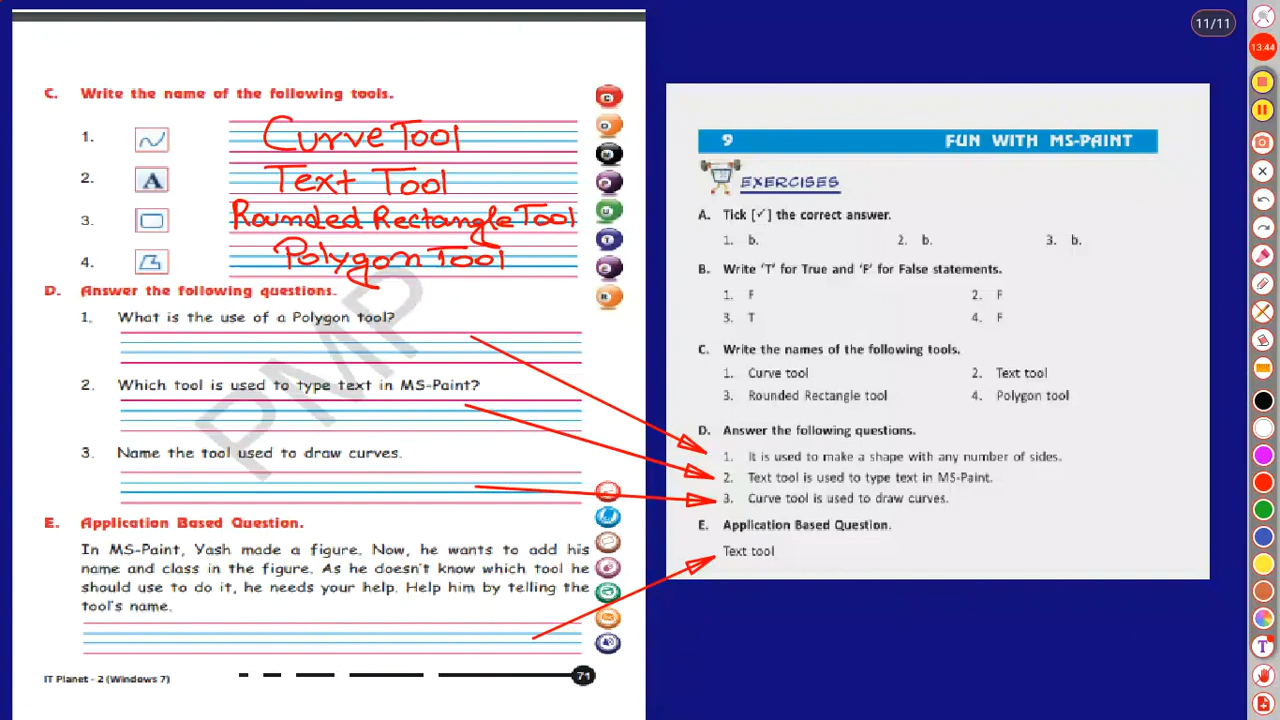 11/11
13:44
C. Write the name of the following tools.
1. Curve Tool
2. A Text Tool
3. Rounded Rectangle Tool
4. Polygon Tool
D. Answer the following questions.
1. What is the use of a Polygon tool?
2. Which tool is used to type text in MS-Paint?
3. Name the tool used to draw curves.
E. Application Based Question.
In MS-Paint, Yash made a figure. Now, he wants to add his
name and class in the figure. As he doesn't know which tool he
should use to do it, he needs your help. Help him by telling the
tool's name.
PMP
IT Planet - 2 (Windows 7)
71
C
O
M
P
U
T
E
R
9 FUN WITH MS-PAINT
EXERCISES
A. Tick [✓] the correct answer.
1. b. 2. b. 3. b.
B. Write 'T' for True and 'F' for False statements.
1. F 2. F
3. T 4. F
C. Write the names of the following tools.
1. Curve tool 2. Text tool
3. Rounded Rectangle tool 4. Polygon tool
D. Answer the following questions.
1. It is used to make a shape with any number of sides.
2. Text tool is used to type text in MS-Paint.
3. Curve tool is used to draw curves.
E. Application Based Question.
Text tool
T